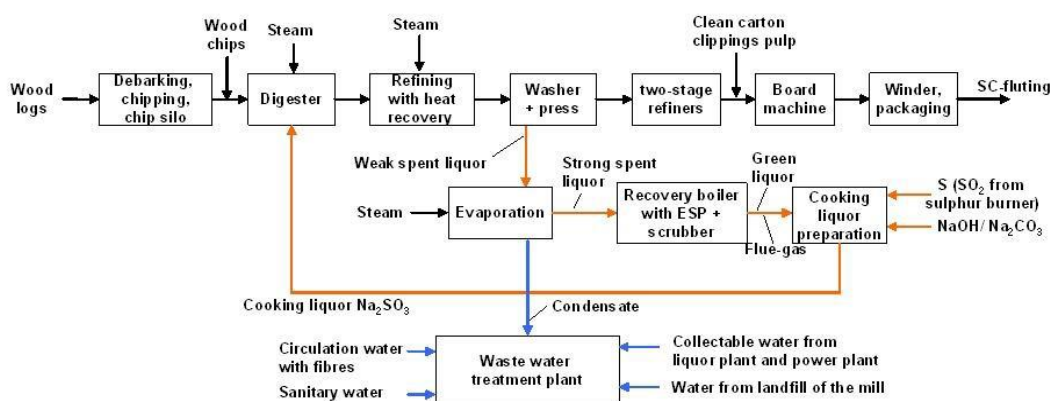 Wood
chips
Steam
Steam
Clean carton
clippings pulp
Wood
logs
Debarking,
chipping,
chip silo
Digester
Refining
with heat
recovery
Washer
+ press
two-stage
refiners
Board
machine
Winder,
packaging
SC-fluting
Weak spent liquor
Strong spent
liquor
Green
liquor
Steam
Evaporation
Recovery boiler
with ESP +
scrubber
Flue-gas
Cooking
liquor
preparation
S (SO₂ from
sulphur burner)
NaOH/ Na₂CO₃
Cooking liquor Na₂SO₃
Condensate
Circulation water
with fibres
Sanitary water
Waste water
treatment plant
Collectable water from
liquor plant and power plant
Water from landfill of the mill